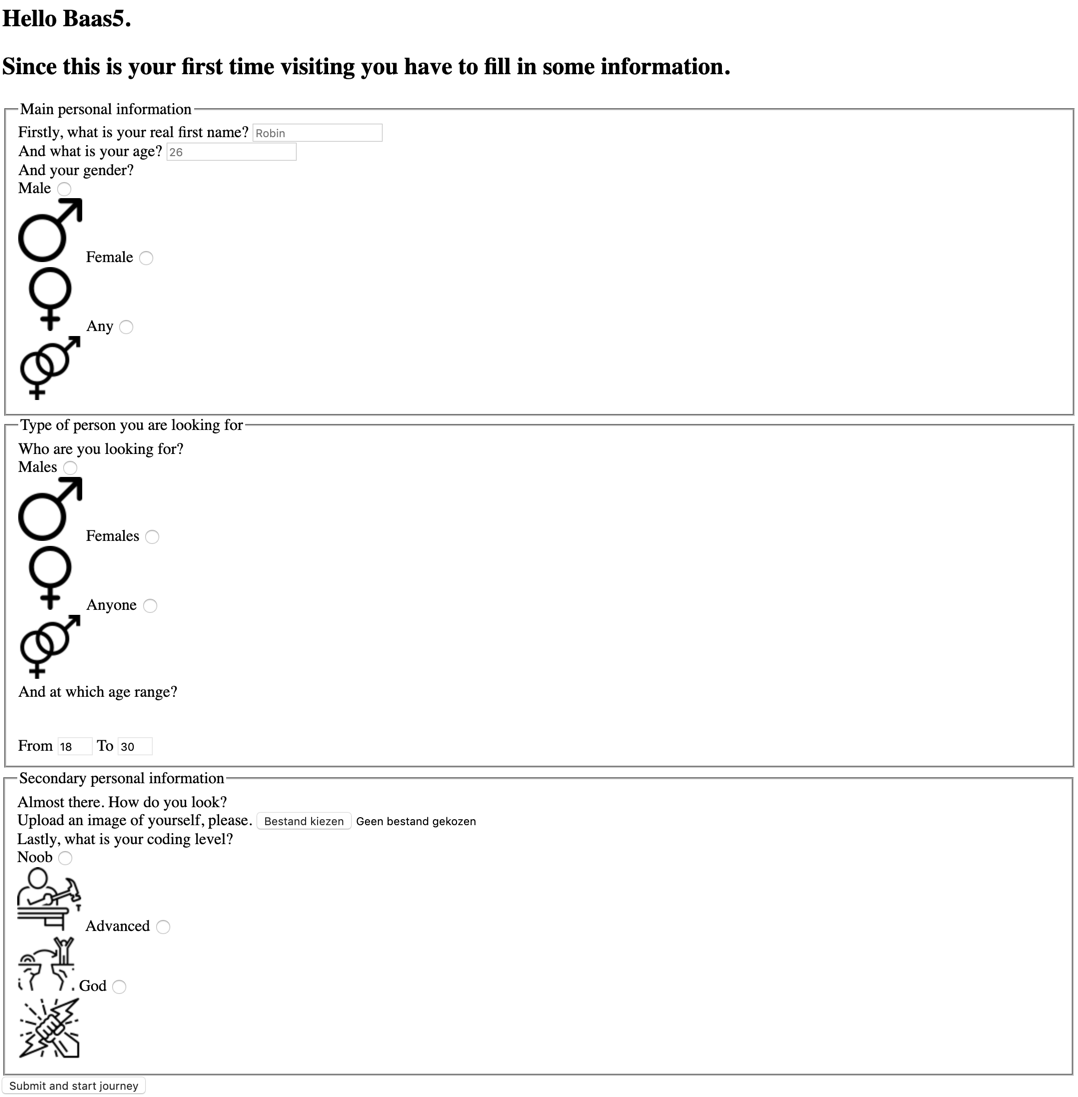 Hello Baas5.
Since this is your first time visiting you have to fill in some information.
Main personal information
Firstly, what is your real first name? Robin
And what is your age? 26
And your gender?
Male
Female
Any
Type of person you are looking for
Who are you looking for?
Males
Females
Anyone
And at which age range?
From 18 To 30
Secondary personal information
Almost there. How do you look?
Upload an image of yourself, please. Bestand kiezen Geen bestand gekozen
Lastly, what is your coding level?
Noob
Advanced
God
Submit and start journey